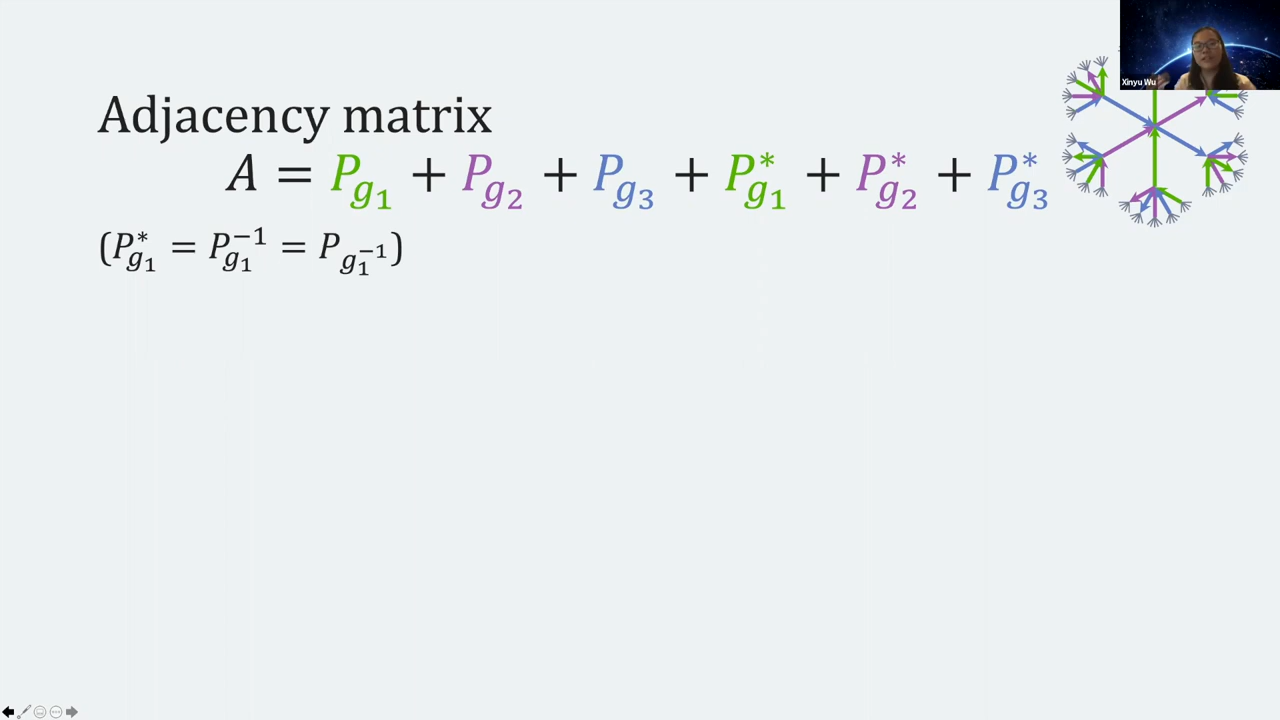 Xinyu Wu
Adjacency matrix
A = P_{g_1} + P_{g_2} + P_{g_3} + P^*_{g_1} + P^*_{g_2} + P^*_{g_3}
(P^*_{g_1} = P^{-1}_{g_1} = P_{g_1^{-1}})